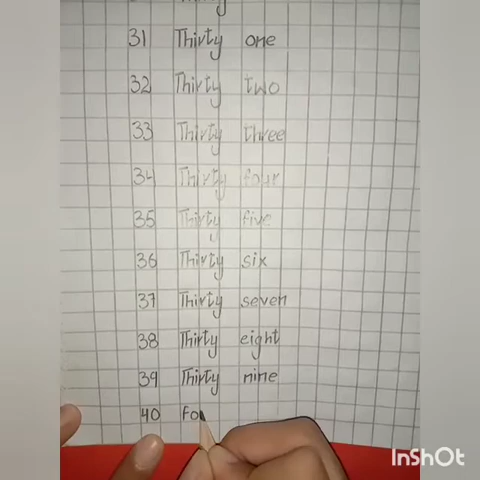 31 Thirty one
32 Thirty two
33 Thirty three
34 Thirty four
35 Thirty five
36 Thirty six
37 Thirty seven
38 Thirty eight
39 Thirty nine
40 Fo
InShOt